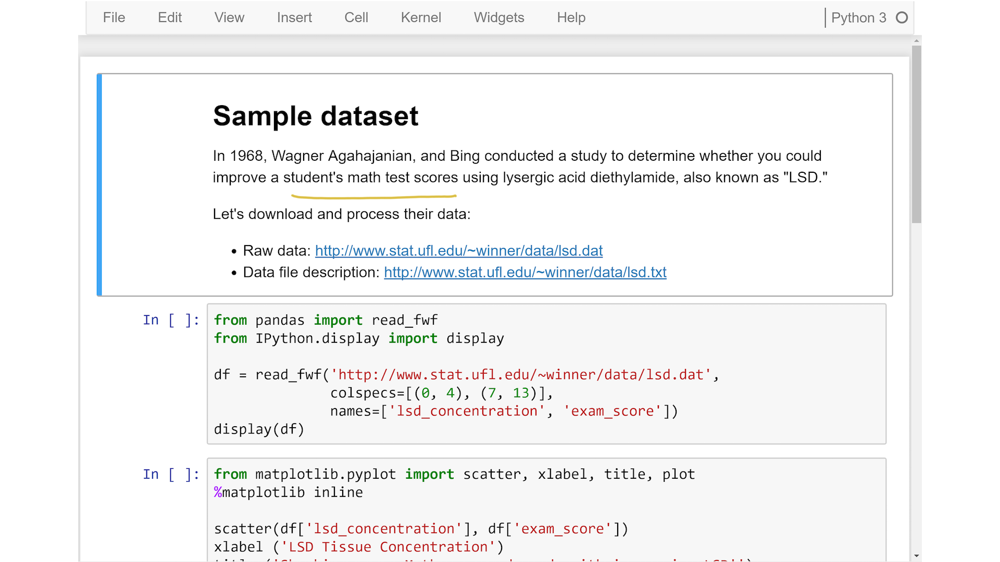 File Edit View Insert Cell Kernel Widgets Help Python 3
Sample dataset
In 1968, Wagner Agahajanian, and Bing conducted a study to determine whether you could
improve a student's math test scores using lysergic acid diethylamide, also known as "LSD."
Let's download and process their data:
• Raw data: http://www.stat.ufl.edu/~winner/data/lsd.dat
• Data file description: http://www.stat.ufl.edu/~winner/data/lsd.txt
In [ ]: from pandas import read_fwf
from IPython.display import display
df = read_fwf('http://www.stat.ufl.edu/~winner/data/lsd.dat',
colspecs=[(0, 4), (7, 13)],
names=['lsd_concentration', 'exam_score'])
display(df)
In [ ]: from matplotlib.pyplot import scatter, xlabel, title, plot
%matplotlib inline
scatter(df['lsd_concentration'], df['exam_score'])
xlabel ('LSD Tissue Concentration')